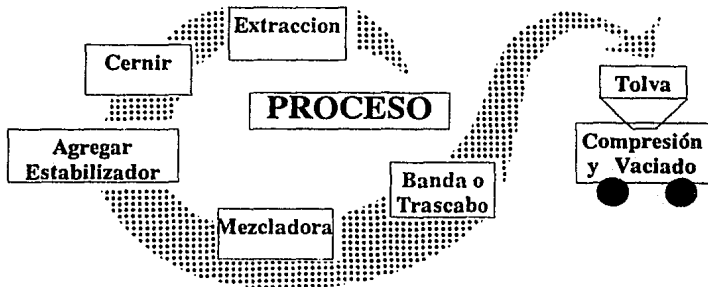 Extraccion
Cernir
PROCESO
Agregar
Estabilizador
Mezcladora
Banda o
Trascabo
Tolva
Compresión
y Vaciado